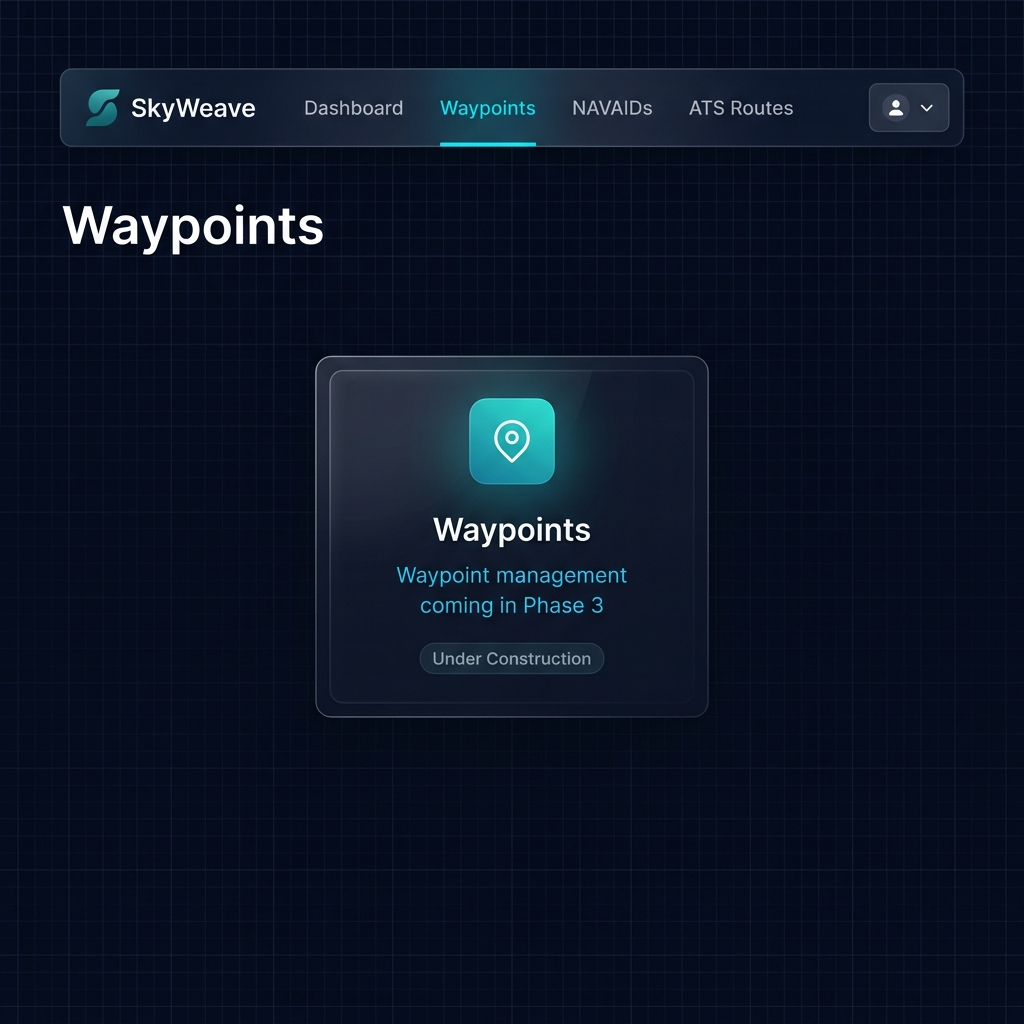 SkyWeave Dashboard Waypoints NAVAIDs ATS Routes
Waypoints
Waypoints
Waypoint management
coming in Phase 3
Under Construction